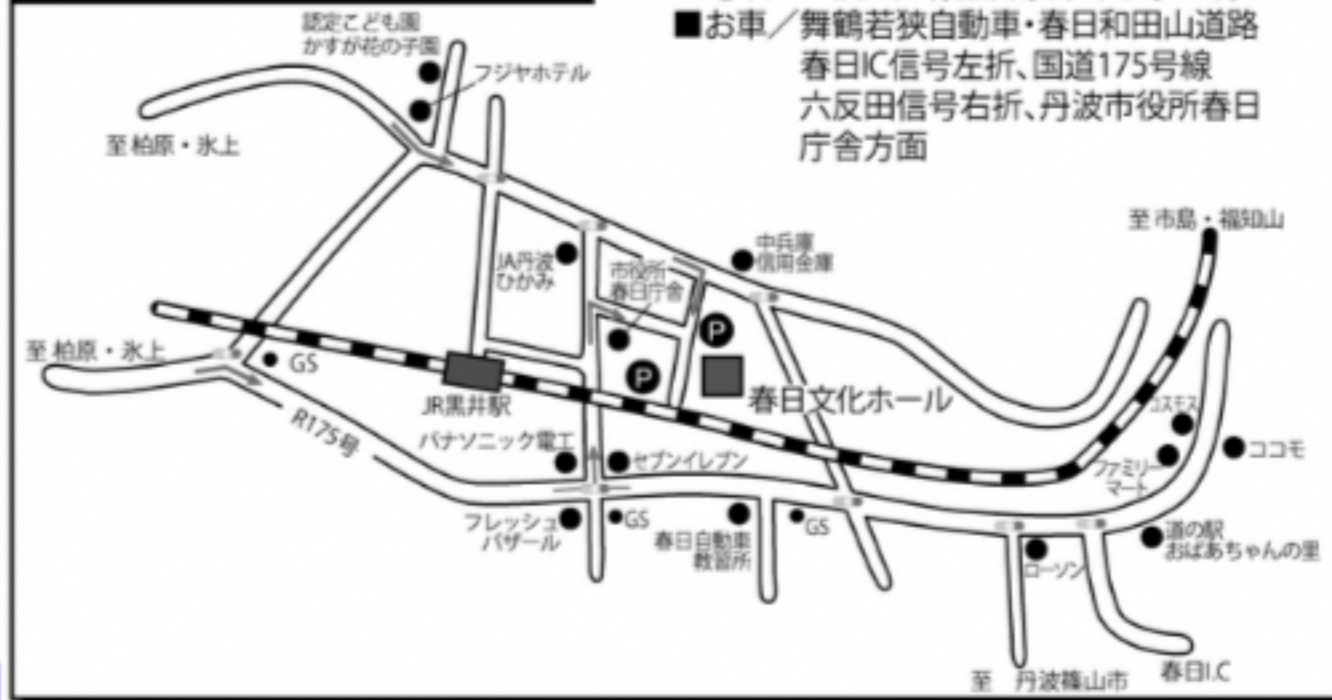 ■お車／舞鶴若狭自動車・春日和田山道路
春日IC信号左折、国道175号線
六反田信号右折、丹波市役所春日
庁舎方面
認定こども園
かすが花の子園
フジヤホテル
至柏原・氷上
至市島・福知山
中兵庫
信用金庫
JA丹波
ひかみ
市役所
春日庁舎
P
P
至柏原・氷上
GS
JR黒井駅
春日文化ホール
コスモス
R175号
パナソニック電工
セブンイレブン
ファミリー
マート
ココモ
フレッシュ
バザール
GS
春日自動車
教習所
GS
道の駅
おばあちゃんの里
ローソン
至 丹波篠山市
春日I.C